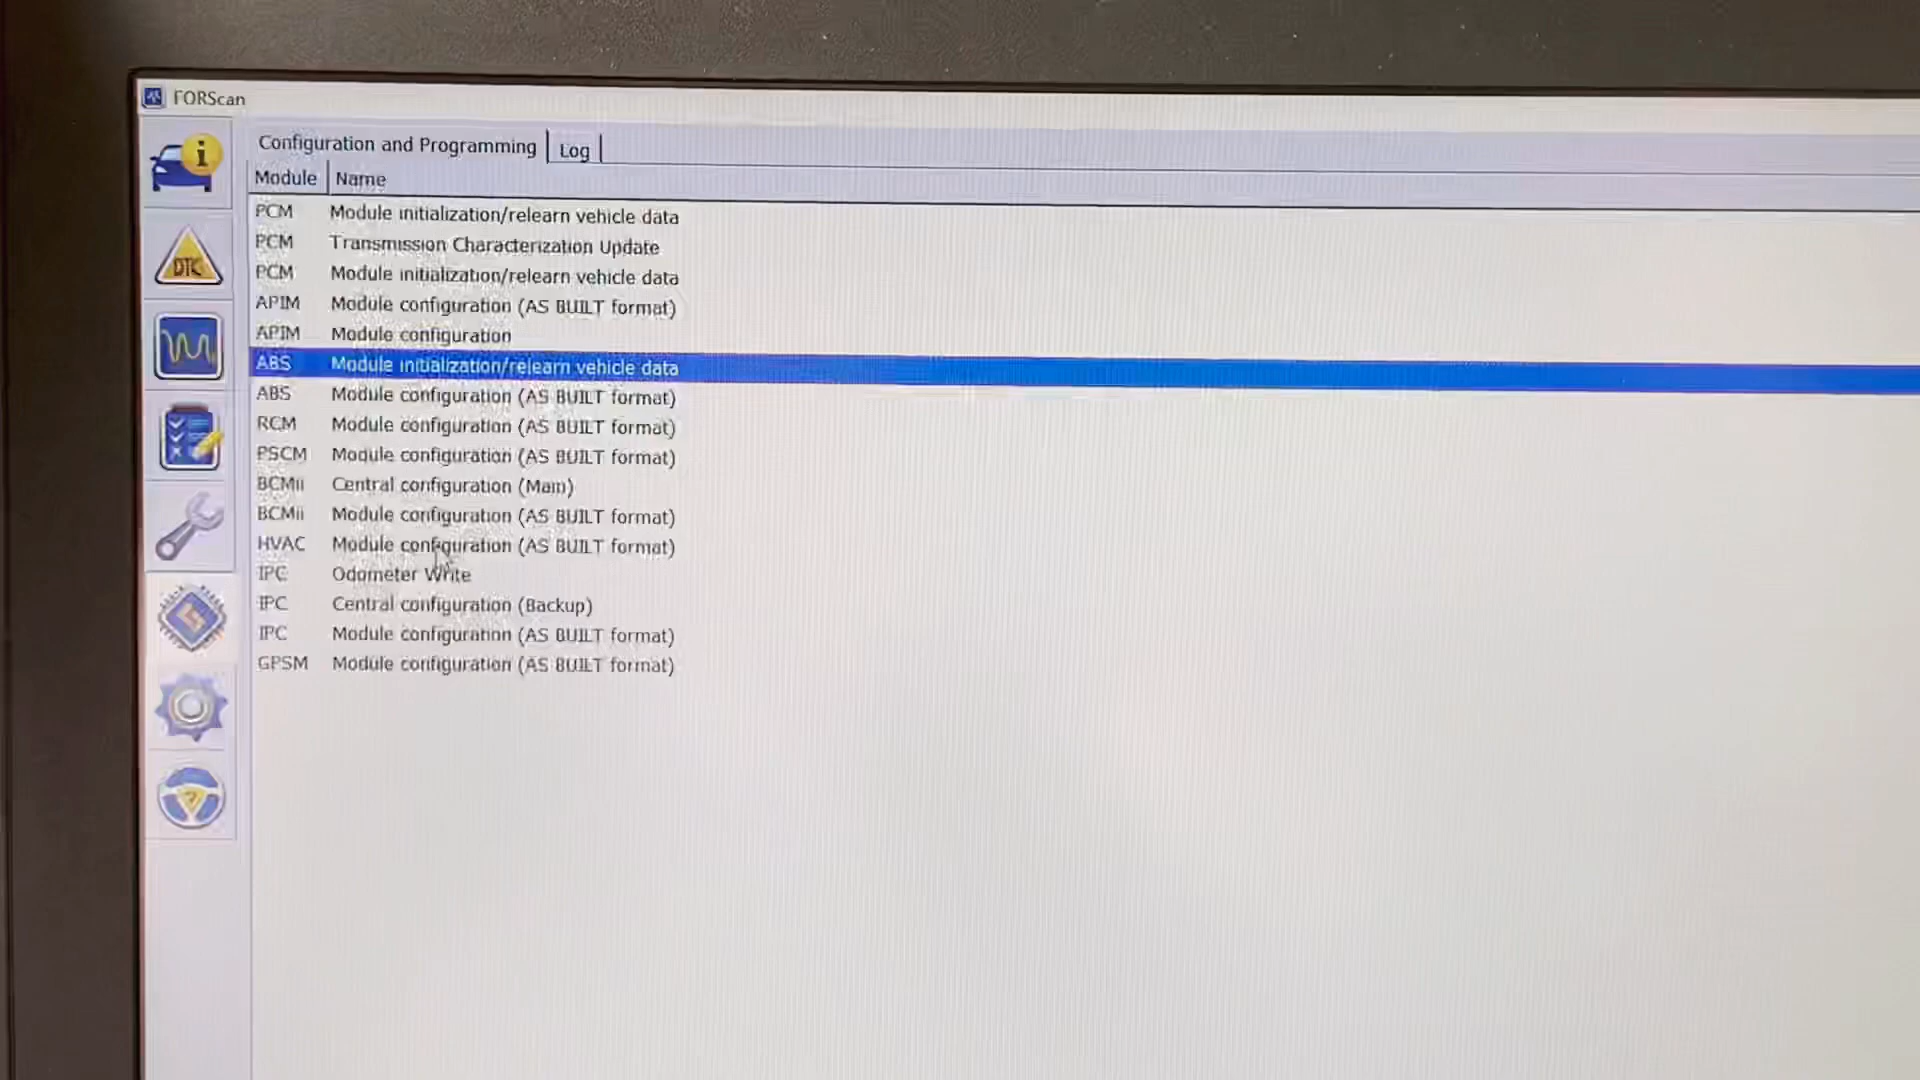 FORScan
Configuration and Programming Log
Module Name
PCM Module initialization/relearn vehicle data
PCM Transmission Characterization Update
PCM Module initialization/relearn vehicle data
APIM Module configuration (AS BUILT format)
APIM Module configuration
ABS Module initialization/relearn vehicle data
ABS Module configuration (AS BUILT format)
RCM Module configuration (AS BUILT format)
PSCM Module configuration (AS BUILT format)
BCMii Central configuration (Main)
BCMii Module configuration (AS BUILT format)
HVAC Module configuration (AS BUILT format)
IPC Odometer Write
IPC Central configuration (Backup)
IPC Module configuration (AS BUILT format)
GPSM Module configuration (AS BUILT format)
i
DTC
?